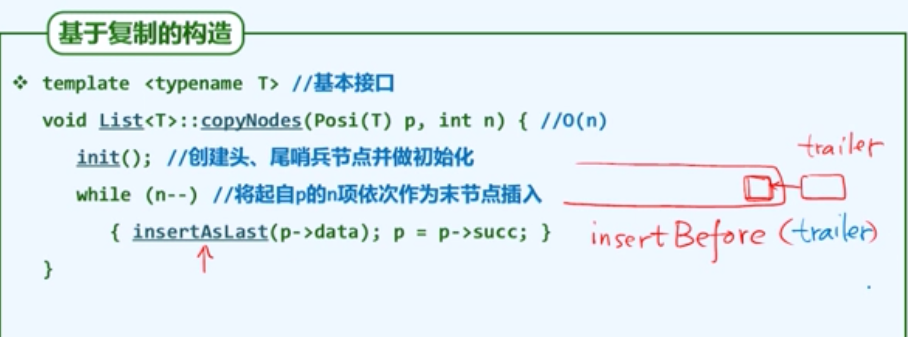 基于复制的构造
❖ template <typename T> //基本接口
void List<T>::copyNodes(Posi(T) p, int n) { //O(n)
init(); //创建头、尾哨兵节点并做初始化
trailer
while (n--) //将起自p的n项依次作为末节点插入
{ insertAsLast(p->data); p = p->succ; }
insertBefore (trailer)
}